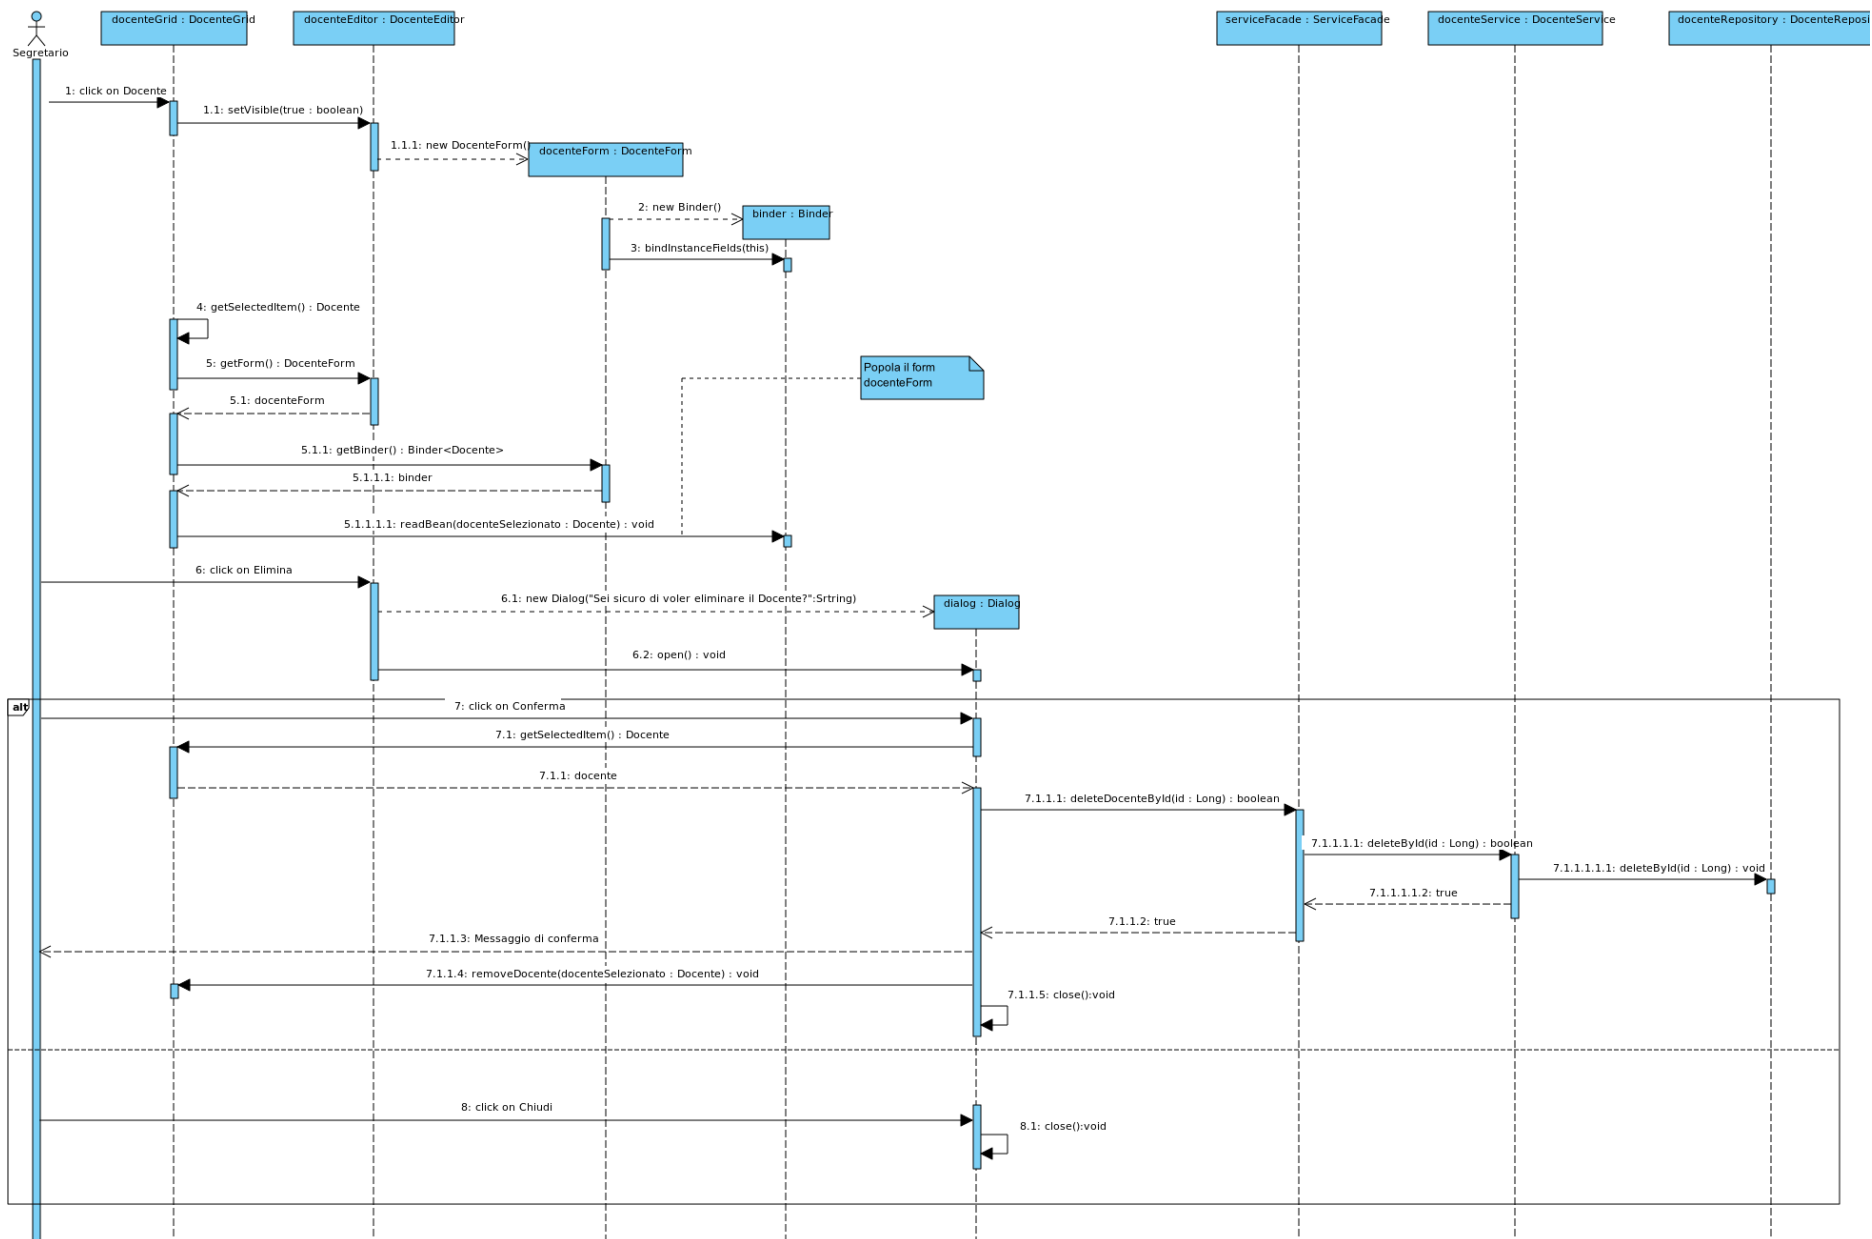 docenteGrid : DocenteGrid
docenteEditor : DocenteEditor
serviceFacade : ServiceFacade
docenteService : DocenteService
docenteRepository : DocenteReposi
Segretario
1: click on Docente
1.1: setVisible(true : boolean)
1.1.1: new DocenteForm()
docenteForm : DocenteForm
2: new Binder()
binder : Binder
3: bindInstanceFields(this)
4: getSelectedItem() : Docente
5: getForm() : DocenteForm
Popola il form
docenteForm
5.1: docenteForm
5.1.1: getBinder() : Binder<Docente>
5.1.1.1: binder
5.1.1.1.1: readBean(docenteSelezionato : Docente) : void
6: click on Elimina
6.1: new Dialog("Sei sicuro di voler eliminare il Docente?":Srtring)
dialog : Dialog
6.2: open() : void
alt
7: click on Conferma
7.1: getSelectedItem() : Docente
7.1.1: docente
7.1.1.1: deleteDocenteById(id : Long) : boolean
7.1.1.1.1: deleteById(id : Long) : boolean
7.1.1.1.1.1: deleteById(id : Long) : void
7.1.1.1.1.2: true
7.1.1.2: true
7.1.1.3: Messaggio di conferma
7.1.1.4: removeDocente(docenteSelezionato : Docente) : void
7.1.1.5: close():void
8: click on Chiudi
8.1: close():void